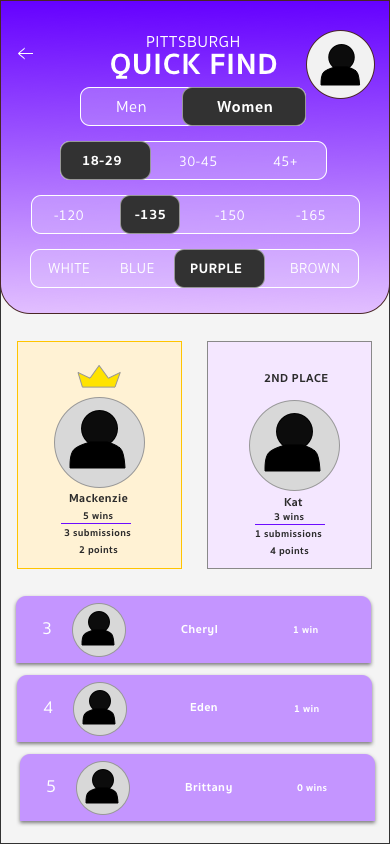 PITTSBURGH
QUICK FIND
Men Women
18-29 30-45 45+
-120 -135 -150 -165
WHITE BLUE PURPLE BROWN
Mackenzie
5 wins
3 submissions
2 points
2ND PLACE
Kat
3 wins
1 submissions
4 points
3 Cheryl 1 win
4 Eden 1 win
5 Brittany 0 wins